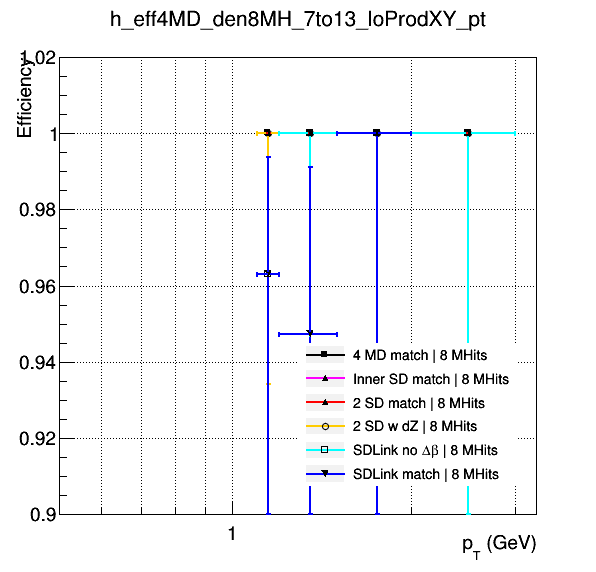 h_eff4MD_den8MH_7to13_loProdXY_pt
Efficiency
1.02
1
0.98
0.96
0.94
0.92
0.9
4 MD match | 8 MHits
Inner SD match | 8 MHits
2 SD match | 8 MHits
2 SD w dZ | 8 MHits
SDLink no Δβ | 8 MHits
SDLink match | 8 MHits
1
p_T (GeV)